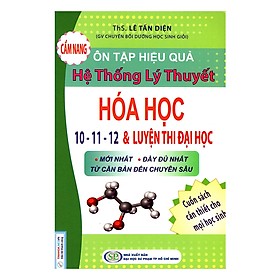 ThS. LÊ TẤN DIỆN
(GV CHUYÊN BỒI DƯỠNG HỌC SINH GIỎI)
CẨM NANG
ÔN TẬP HIỆU QUẢ
Hệ Thống Lý Thuyết
HÓA HỌC
10 - 11 - 12 & LUYỆN THI ĐẠI HỌC
• MỚI NHẤT • ĐẦY ĐỦ NHẤT
TỪ CĂN BẢN ĐẾN CHUYÊN SÂU
Cuốn sách
cần thiết cho
mọi học sinh
NHÀ XUẤT BẢN
ĐẠI HỌC SƯ PHẠM TP HỒ CHÍ MINH